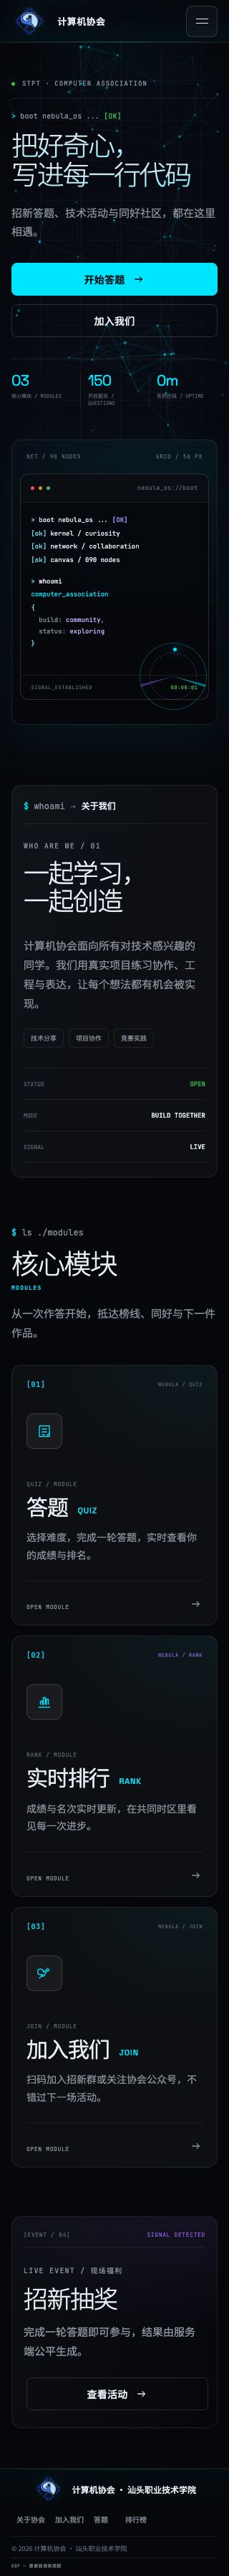 计算机协会
STPT · COMPUTER ASSOCIATION
> boot nebula_os ... [OK]
把好奇心，
写进每一行代码
招新答题、技术活动与同好社区，都在这里
相遇。
开始答题 →
加入我们
03
核心模块 / MODULES
150
开放题目 /
QUESTIONS
0m
系统在线 / UPTIME
NET / 90 NODES
GRID / 56 PX
nebula_os://boot
> boot nebula_os ... [OK]
[ok] kernel / curiosity
[ok] network / collaboration
[ok] canvas / 090 nodes
> whoami
computer_association
{
build: community,
status: exploring
}
SIGNAL_ESTABLISHED
00:00:01
$ whoami → 关于我们
WHO ARE WE / 01
一起学习，
一起创造
计算机协会面向所有对技术感兴趣的
同学。我们用真实项目练习协作、工
程与表达，让每个想法都有机会被实
现。
技术分享
项目协作
竞赛实践
STATUS
OPEN
MODE
BUILD TOGETHER
SIGNAL
LIVE
$ ls ./modules
核心模块
MODULES
从一次作答开始，抵达榜线、同好与下一件
作品。
[01]
NEBULA / QUIZ
QUIZ / MODULE
答题 QUIZ
选择难度，完成一轮答题，实时查看你
的成绩与排名。
OPEN MODULE →
[02]
NEBULA / RANK
RANK / MODULE
实时排行 RANK
成绩与名次实时更新，在共同时区里看
见每一次进步。
OPEN MODULE →
[03]
NEBULA / JOIN
JOIN / MODULE
加入我们 JOIN
扫码加入招新群或关注协会公众号，不
错过下一场活动。
OPEN MODULE →
[EVENT / 04]
SIGNAL DETECTED
LIVE EVENT / 现场福利
招新抽奖
完成一轮答题即可参与，结果由服务
端公平生成。
查看活动 →
计算机协会 · 汕头职业技术学院
关于协会
加入我们
答题
排行榜
© 2026 计算机协会 · 汕头职业技术学院